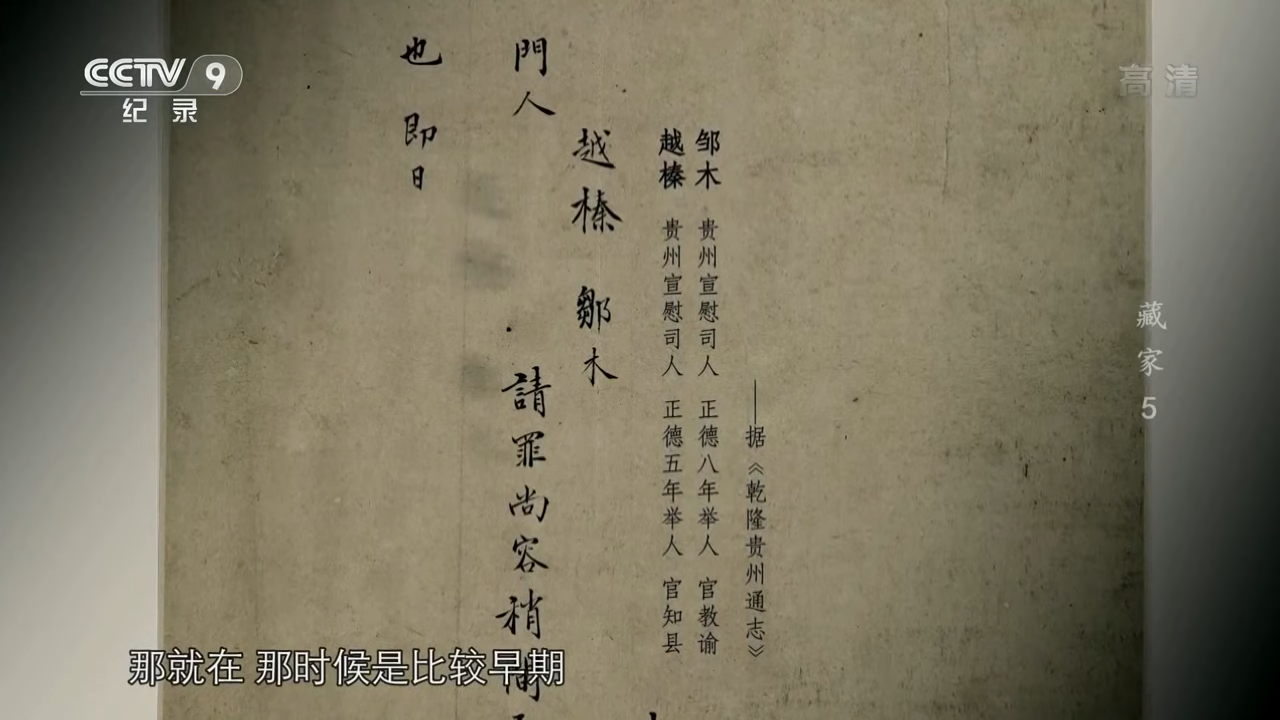 CCTV 9
纪录
高清
藏家5
——据《乾隆贵州通志》
邹木 贵州宣慰司人 正德八年举人 官教谕
越榛 贵州宣慰司人 正德五年举人 官知县
越榛 鄒木
門人 請罪尚容稍
也 即日
那就在 那时候是比较早期